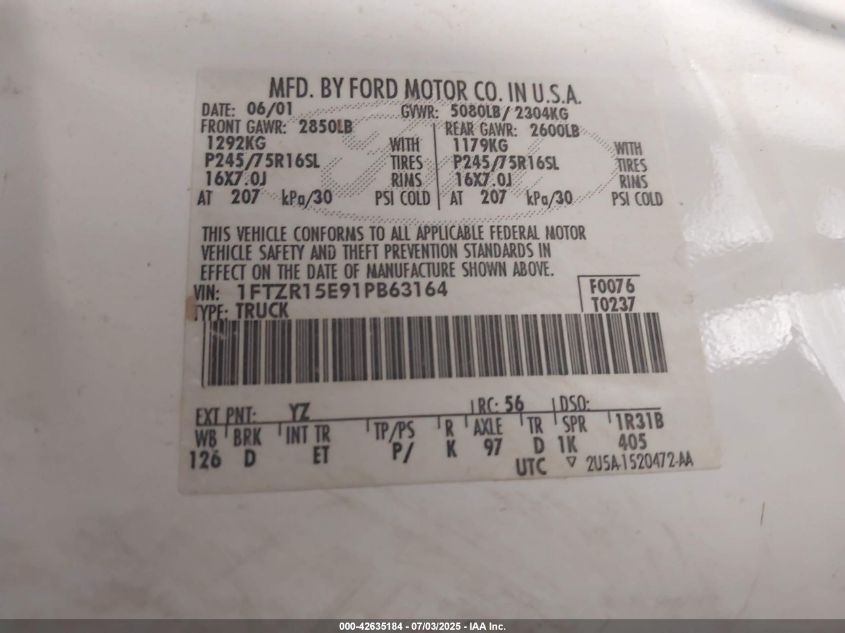 MFD. BY FORD MOTOR CO. IN U.S.A.
DATE: 06/01 GVWR: 5080LB/ 2304KG
FRONT GAWR: 2850LB REAR GAWR: 2600LB
1292KG WITH 1179KG WITH
P245/75R16SL TIRES P245/75R16SL TIRES
16X7.0J RINS 16X7.0J RINS
AT 207 kPa/30 PSI COLD AT 207 kPa/30 PSI COLD
THIS VEHICLE CONFORMS TO ALL APPLICABLE FEDERAL MOTOR
VEHICLE SAFETY AND THEFT PREVENTION STANDARDS IN
EFFECT ON THE DATE OF MANUFACTURE SHOWN ABOVE.
VIN: 1FTZR15E91PB63164 F0076
TYPE: TRUCK T0237
EXT PNT: YZ RC: 56 DSO:
WB BRK INT TR TP/PS R AXLE TR SPR 1R31B
126 D ET P/ K 97 D 1K 405
UTC ▽ 2U5A-1520472-AA
000-42635184 - 07/03/2025 - IAA Inc.